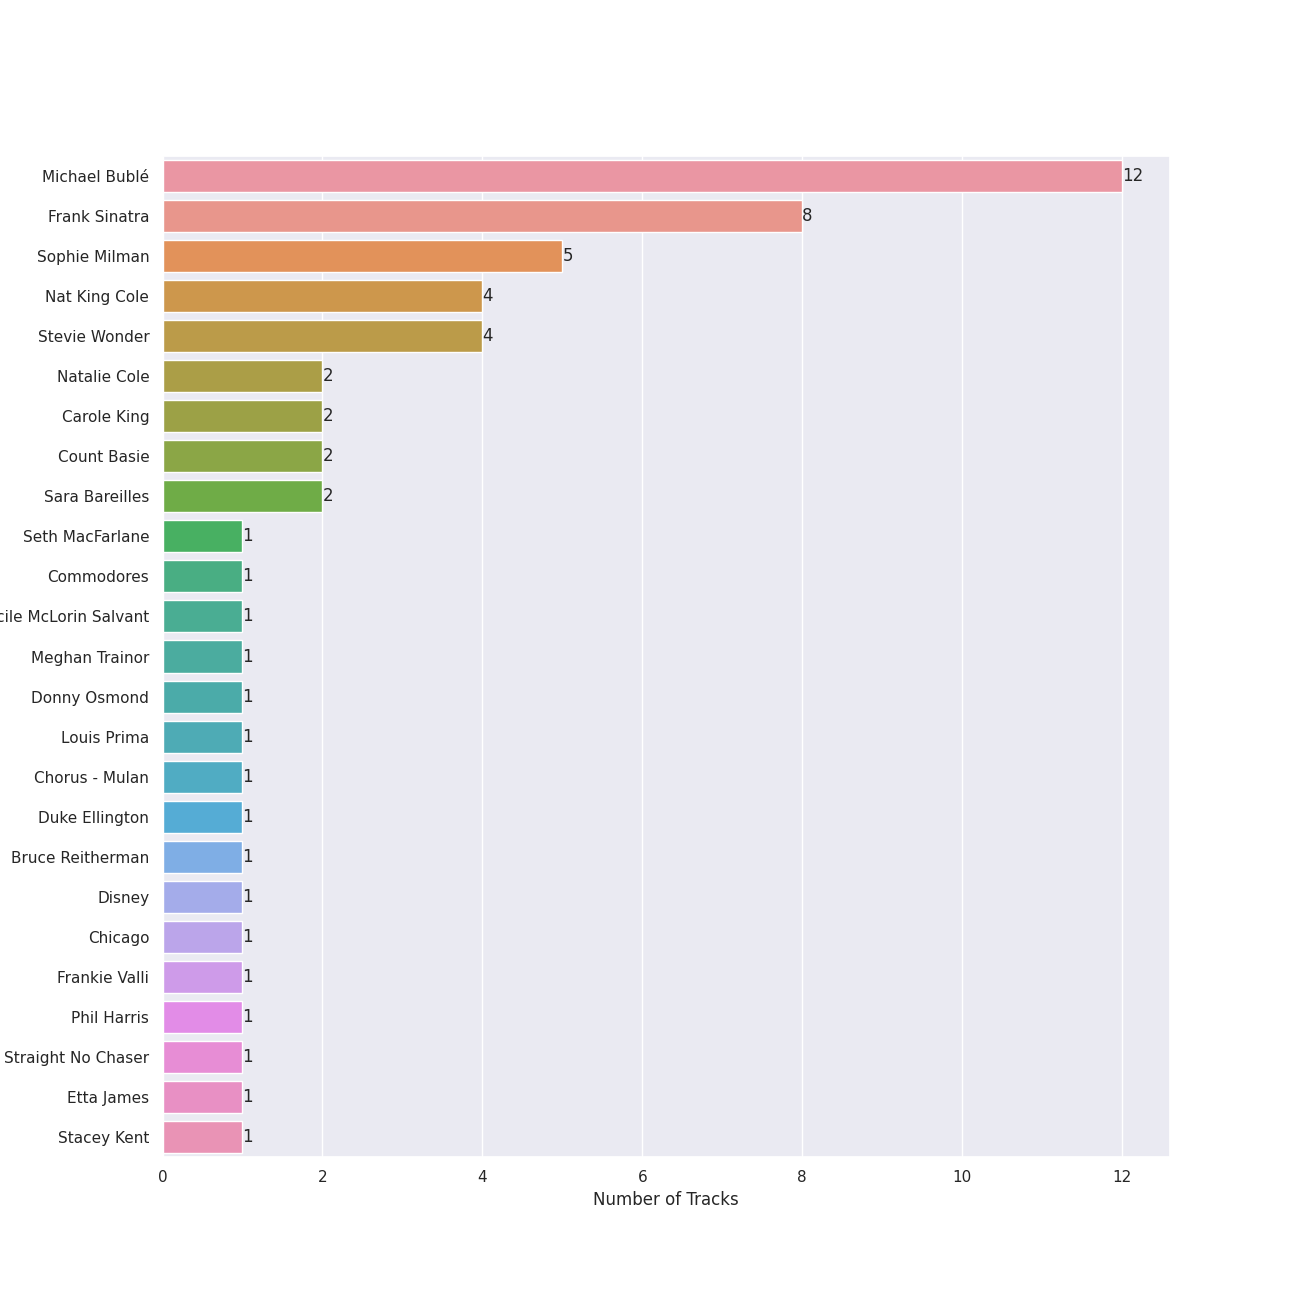 Michael Bublé 12
Frank Sinatra 8
Sophie Milman 5
Nat King Cole 4
Stevie Wonder 4
Natalie Cole 2
Carole King 2
Count Basie 2
Sara Bareilles 2
Seth MacFarlane 1
Commodores 1
McLorin Salvant 1
Meghan Trainor 1
Donny Osmond 1
Louis Prima 1
Chorus - Mulan 1
Duke Ellington 1
Bruce Reitherman 1
Disney 1
Chicago 1
Frankie Valli 1
Phil Harris 1
Straight No Chaser 1
Etta James 1
Stacey Kent 1
0 2 4 6 8 10 12
Number of Tracks